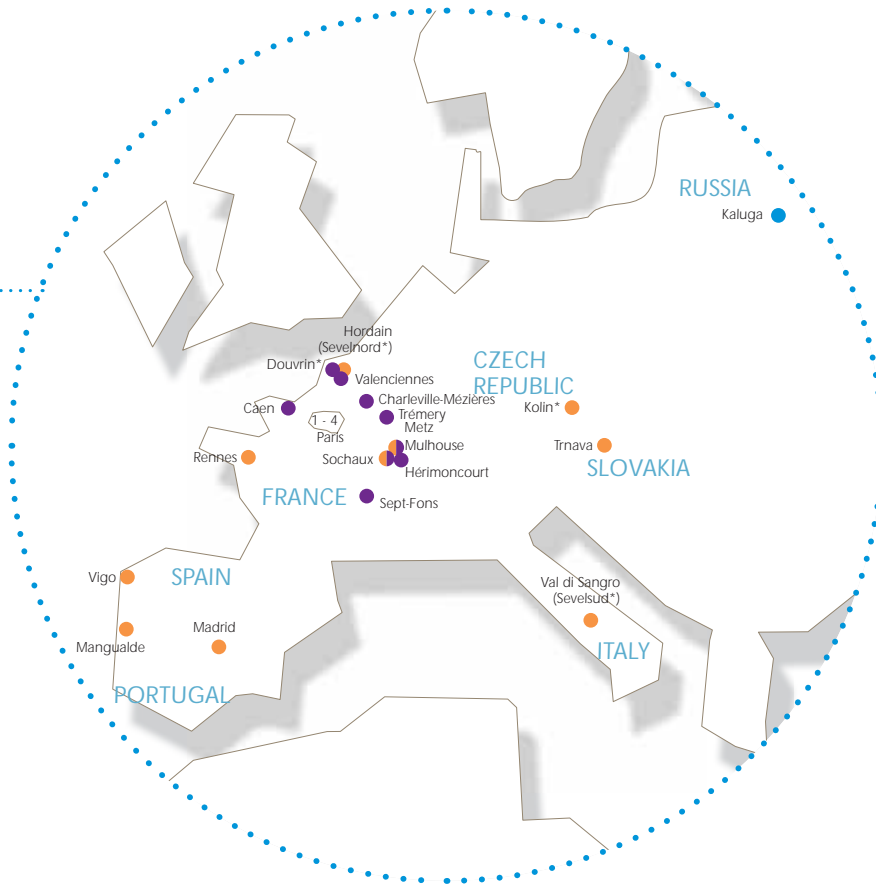 RUSSIA
Kaluga
Hordain
(Sevelnord*)
Douvrin*
Valenciennes
CZECH
REPUBLIC
Charleville-Mézières
Kolin*
Caen
Trémery
1 - 4
Metz
Paris
Mulhouse
Trnava
Rennes
Sochaux
SLOVAKIA
Hérimoncourt
FRANCE
Sept-Fons
Vigo
SPAIN
Val di Sangro
(Sevelsud*)
Madrid
Mangualde
ITALY
PORTUGAL